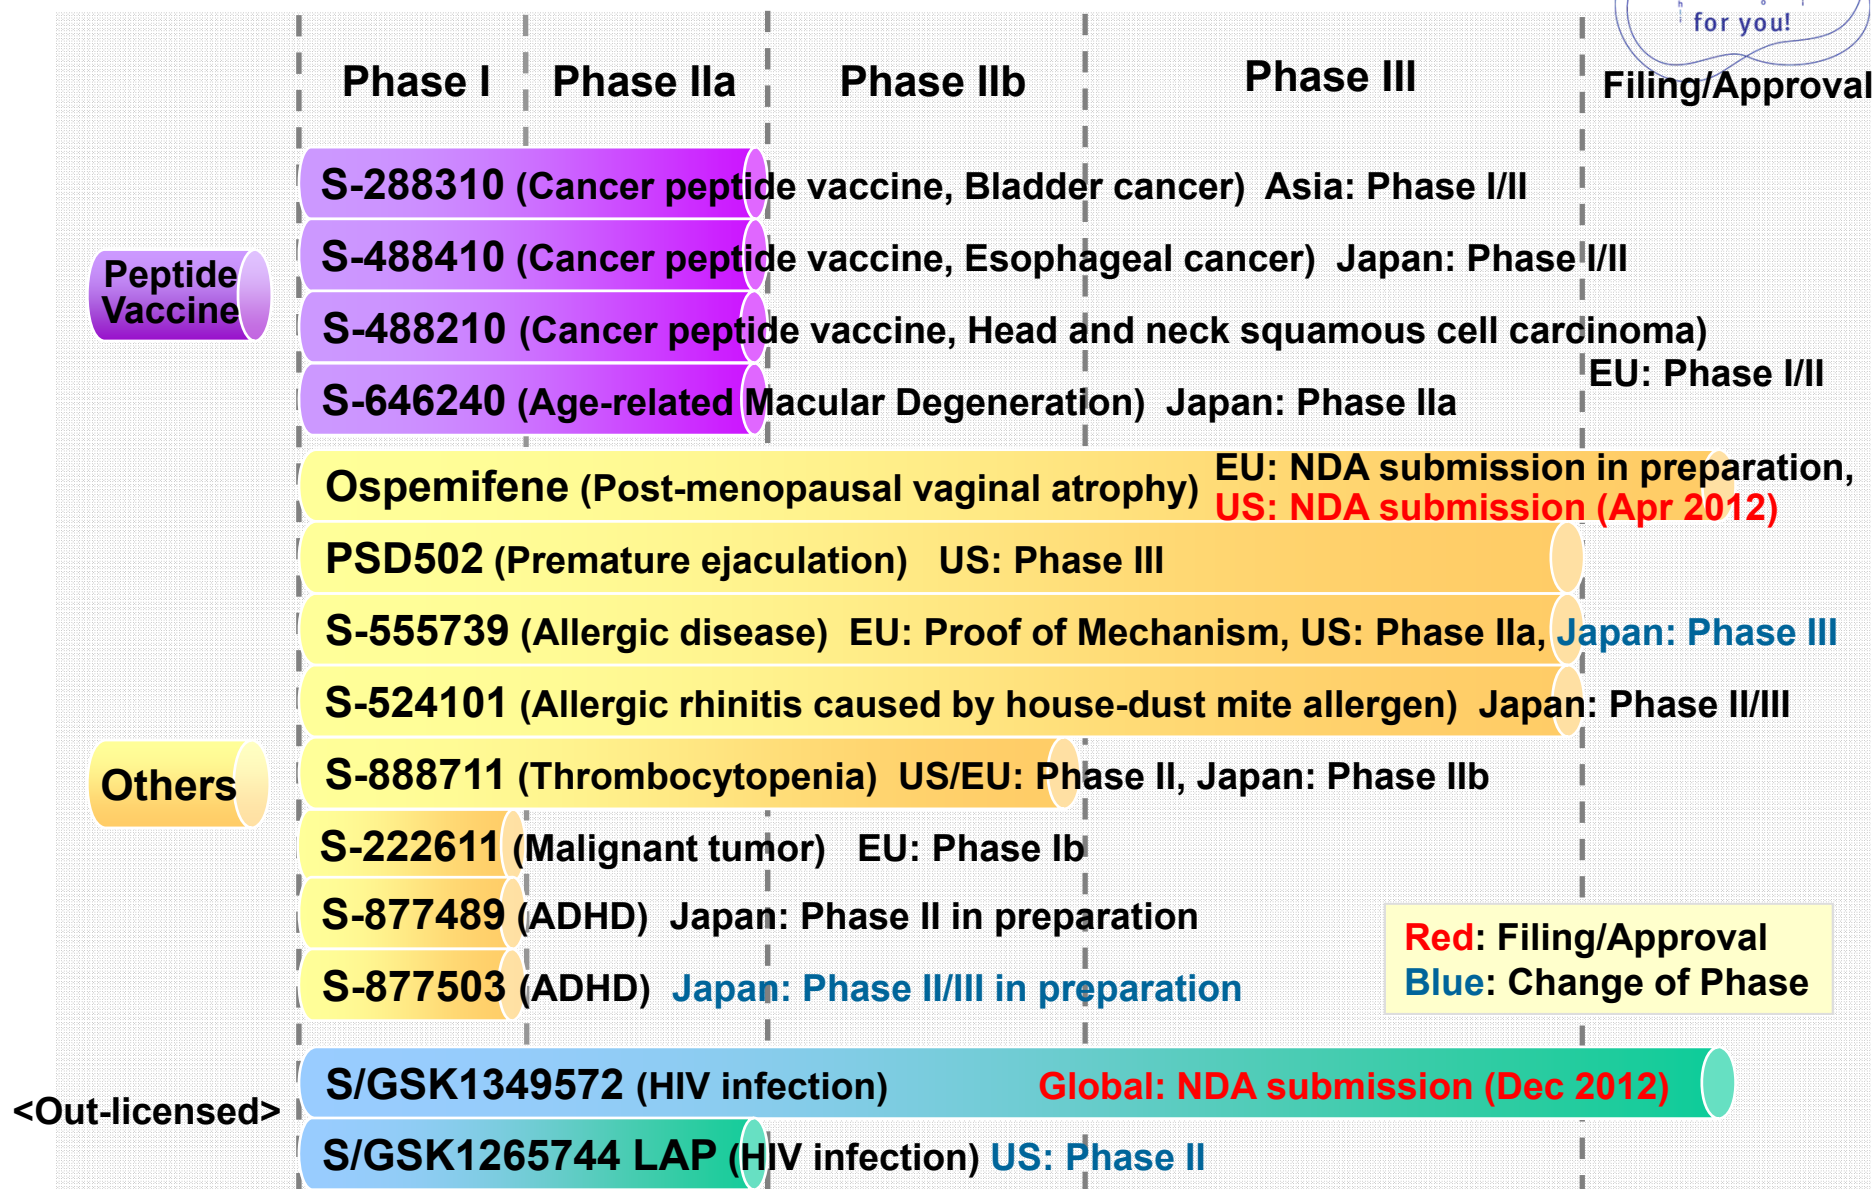 for you!
Phase I Phase IIa Phase IIb Phase III Filing/Approval
S-288310 (Cancer peptide vaccine, Bladder cancer) Asia: Phase I/II
S-488410 (Cancer peptide vaccine, Esophageal cancer) Japan: Phase I/II
Peptide
Vaccine
S-488210 (Cancer peptide vaccine, Head and neck squamous cell carcinoma)
EU: Phase I/II
S-646240 (Age-related Macular Degeneration) Japan: Phase IIa
Ospemifene (Post-menopausal vaginal atrophy) EU: NDA submission in preparation,
US: NDA submission (Apr 2012)
PSD502 (Premature ejaculation) US: Phase III
S-555739 (Allergic disease) EU: Proof of Mechanism, US: Phase IIa, Japan: Phase III
S-524101 (Allergic rhinitis caused by house-dust mite allergen) Japan: Phase II/III
Others
S-888711 (Thrombocytopenia) US/EU: Phase II, Japan: Phase IIb
S-222611 (Malignant tumor) EU: Phase Ib
S-877489 (ADHD) Japan: Phase II in preparation
S-877503 (ADHD) Japan: Phase II/III in preparation
Red: Filing/Approval
Blue: Change of Phase
<Out-licensed>
S/GSK1349572 (HIV infection) Global: NDA submission (Dec 2012)
S/GSK1265744 LAP (HIV infection) US: Phase II